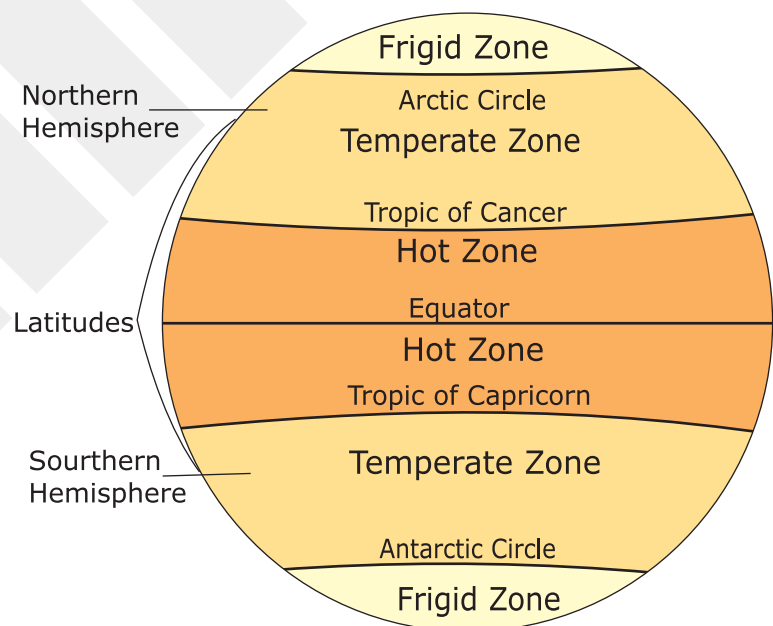 Frigid Zone
Northern
Hemisphere
Arctic Circle
Temperate Zone
Tropic of Cancer
Hot Zone
Latitudes
Equator
Hot Zone
Tropic of Capricorn
Sourthern
Hemisphere
Temperate Zone
Antarctic Circle
Frigid Zone